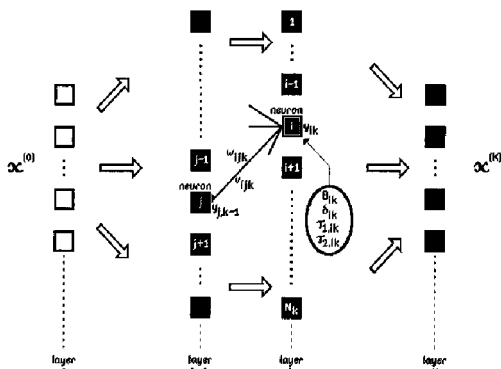 x^(0)
layer
j-1
neuron
j
y_j,k-1
j+1
layer
w_ijk
v_ijk
1
i-1
neuron
i
y_ik
i+1
N_k
layer
θ_ik
δ_ik
τ_1,ik
τ_2,ik
x^(K)
layer